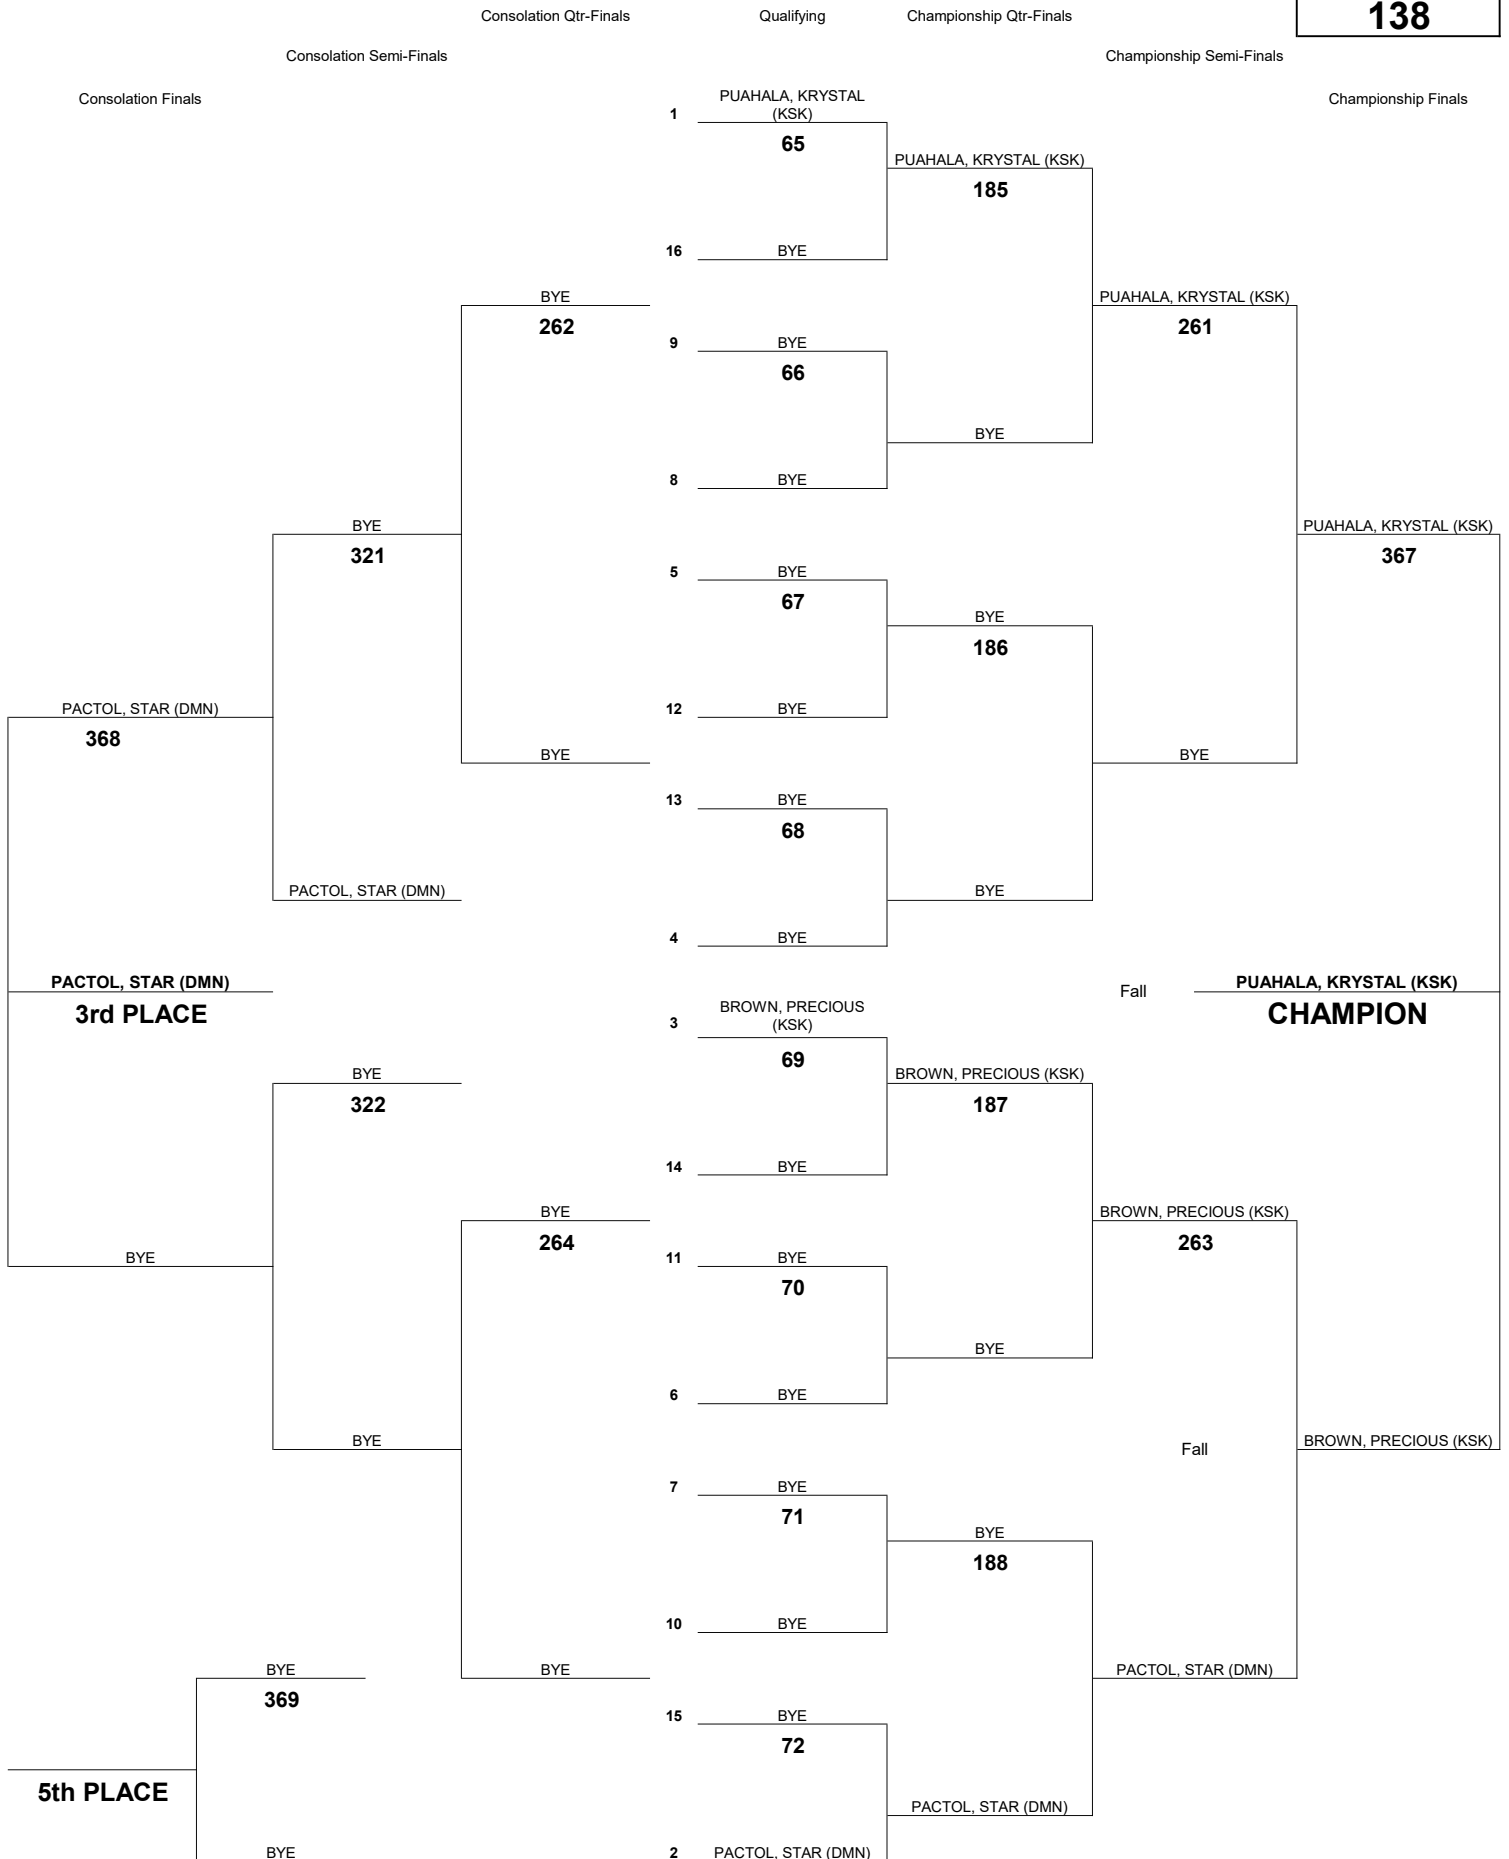 Consolation Qtr-Finals Qualifying Championship Qtr-Finals 138
Consolation Semi-Finals Championship Semi-Finals
Consolation Finals Championship Finals
PUAHALA, KRYSTAL
1 (KSK)
65
PUAHALA, KRYSTAL (KSK)
185
16 BYE
BYE PUAHALA, KRYSTAL (KSK)
262 261
9 BYE
66
BYE
8 BYE
BYE PUAHALA, KRYSTAL (KSK)
321 367
5 BYE
67
BYE
186
12 BYE
PACTOL, STAR (DMN)
368
BYE BYE
13 BYE
68
PACTOL, STAR (DMN) BYE
4 BYE
PACTOL, STAR (DMN) Fall PUAHALA, KRYSTAL (KSK)
3rd PLACE CHAMPION
BROWN, PRECIOUS
3 (KSK)
69
BYE BROWN, PRECIOUS (KSK)
322 187
14 BYE
BYE BROWN, PRECIOUS (KSK)
264 263
BYE 11 BYE
70
BYE
6 BYE
BYE Fall BROWN, PRECIOUS (KSK)
7 BYE
71
BYE
188
10 BYE
BYE BYE PACTOL, STAR (DMN)
369
15 BYE
72
5th PLACE
PACTOL, STAR (DMN)
BYE 2 PACTOL, STAR (DMN)